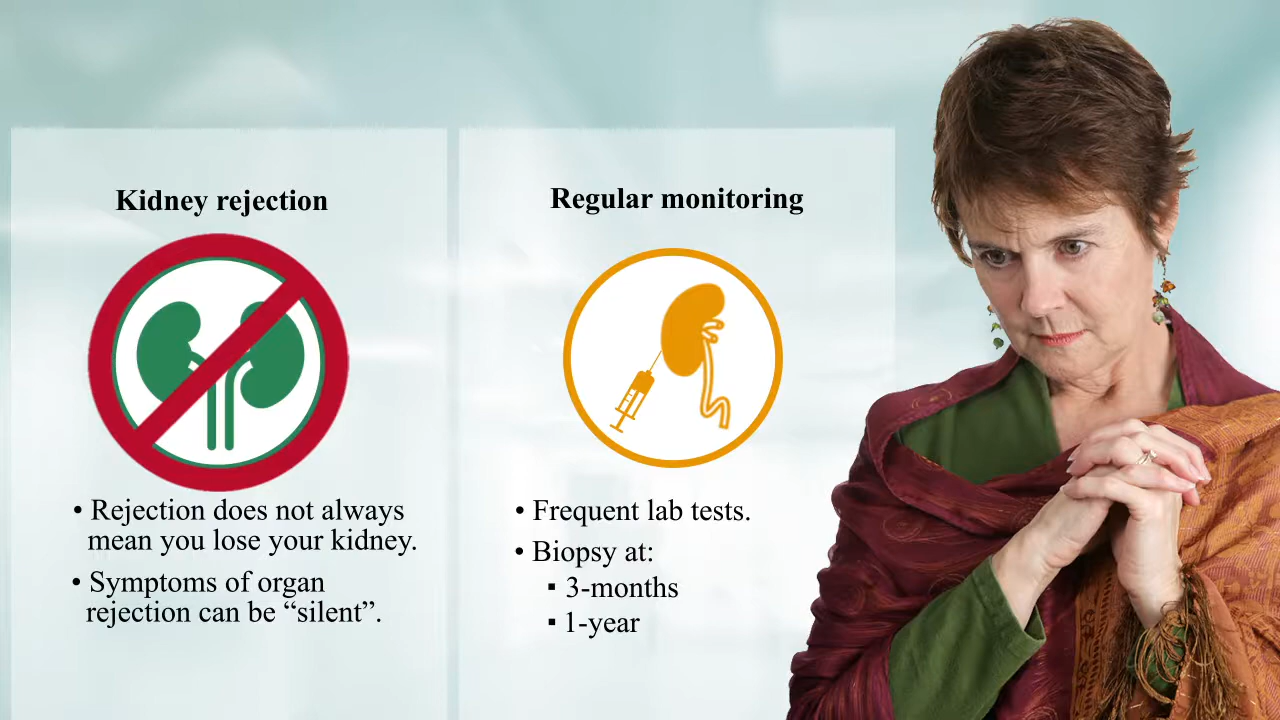 Kidney rejection
• Rejection does not always
mean you lose your kidney.
• Symptoms of organ
rejection can be “silent”.
Regular monitoring
• Frequent lab tests.
• Biopsy at:
▪ 3-months
▪ 1-year